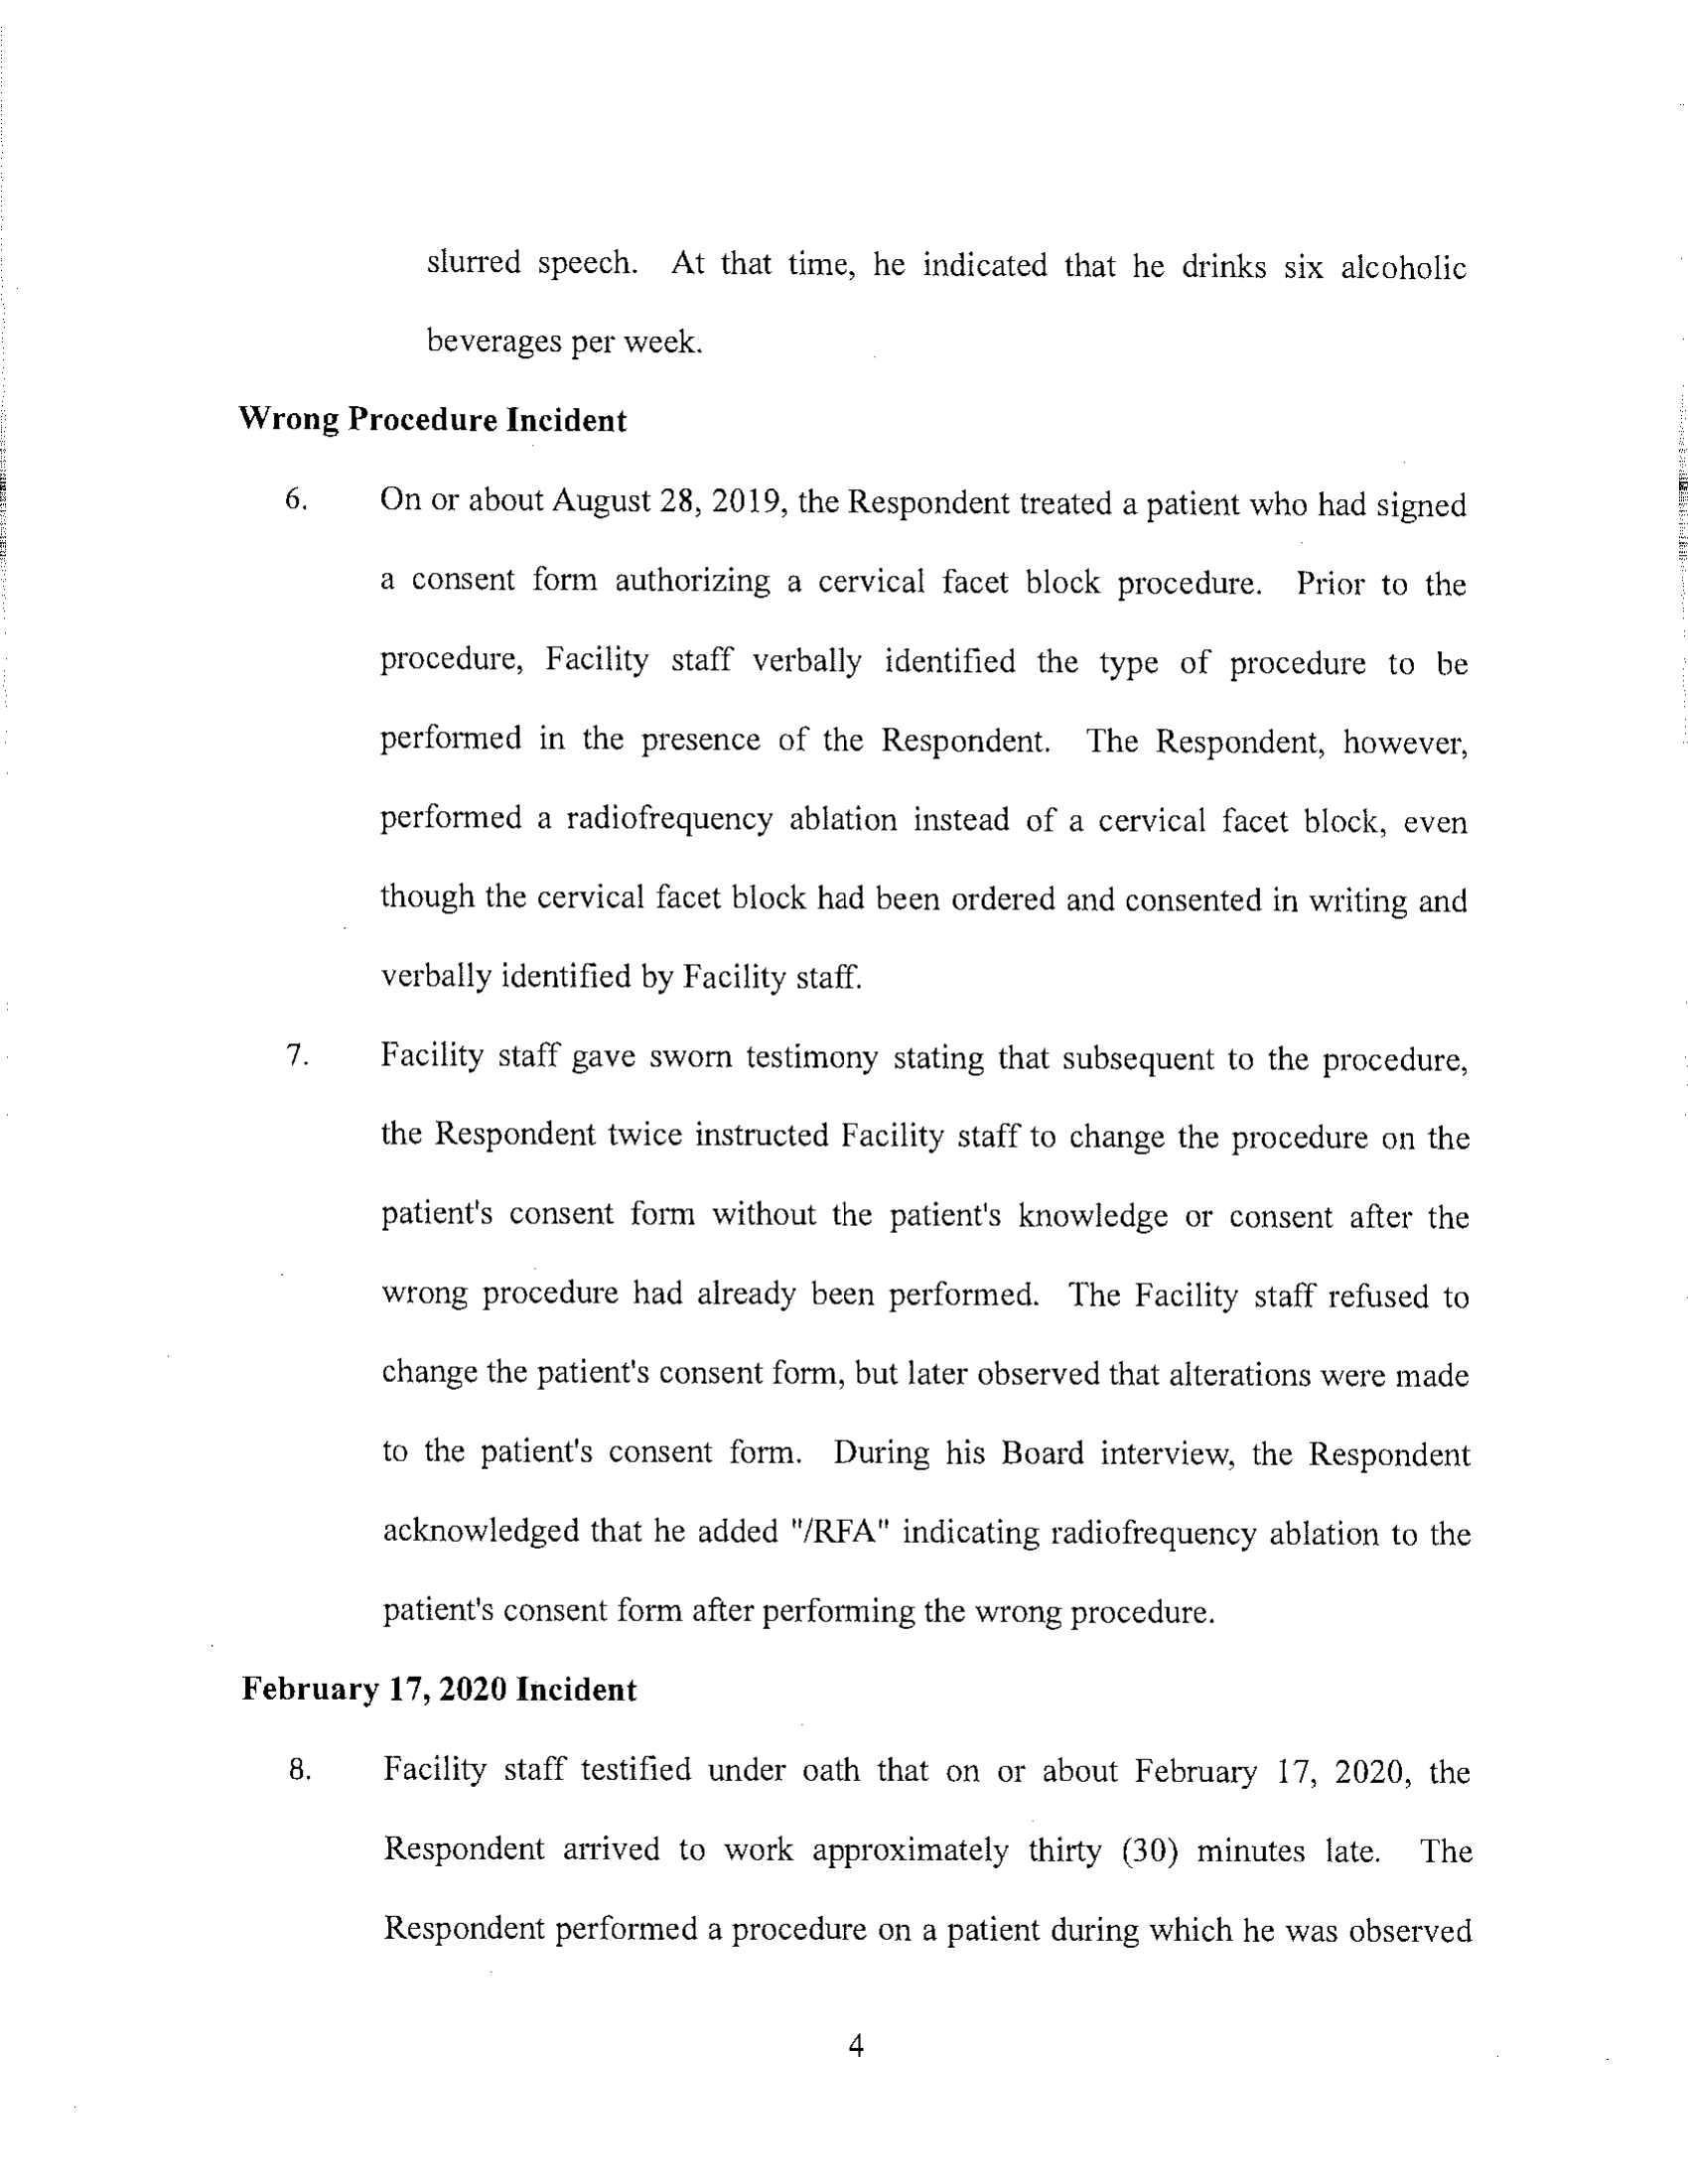 slurred speech. At that time, he indicated that he drinks six alcoholic
beverages per week.
Wrong Procedure Incident
6. On or about August 28, 2019, the Respondent treated a patient who had signed
a consent form authorizing a cervical facet block procedure. Prior to the
procedure, Facility staff verbally identified the type of procedure to be
performed in the presence of the Respondent. The Respondent, however,
performed a radiofrequency ablation instead of a cervical facet block, even
though the cervical facet block had been ordered and consented in writing and
verbally identified by Facility staff.
7. Facility staff gave sworn testimony stating that subsequent to the procedure,
the Respondent twice instructed Facility staff to change the procedure on the
patient's consent form without the patient's knowledge or consent after the
wrong procedure had already been performed. The Facility staff refused to
change the patient's consent form, but later observed that alterations were made
to the patient's consent form. During his Board interview, the Respondent
acknowledged that he added "/RFA" indicating radiofrequency ablation to the
patient's consent form after performing the wrong procedure.
February 17, 2020 Incident
8. Facility staff testified under oath that on or about February 17, 2020, the
Respondent arrived to work approximately thirty (30) minutes late. The
Respondent performed a procedure on a patient during which he was observed
4